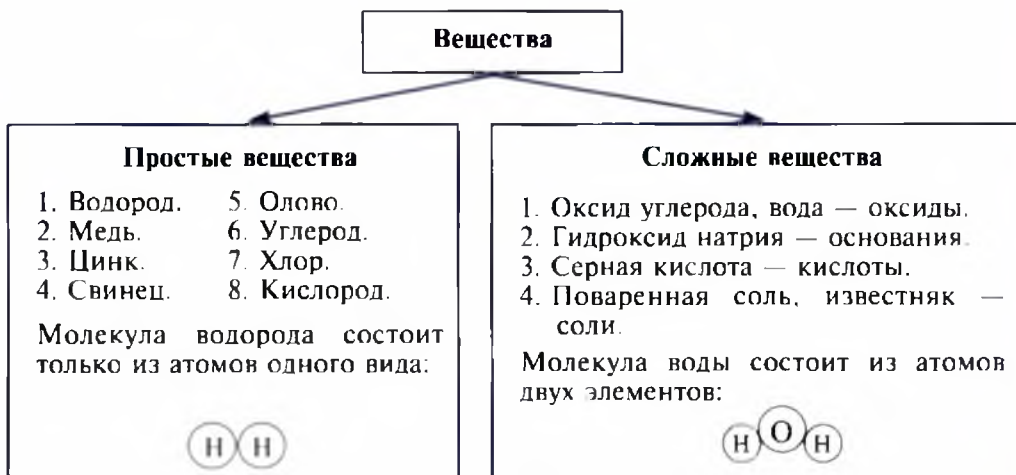 Вещества
Простые вещества
1. Водород. 5. Олово.
2. Медь. 6. Углерод.
3. Цинк. 7. Хлор.
4. Свинец. 8. Кислород.
Молекула водорода состоит
только из атомов одного вида:
H H
Сложные вещества
1. Оксид углерода, вода — оксиды.
2. Гидроксид натрия — основания.
3. Серная кислота — кислоты.
4. Поваренная соль, известняк —
соли.
Молекула воды состоит из атомов
двух элементов:
H O H